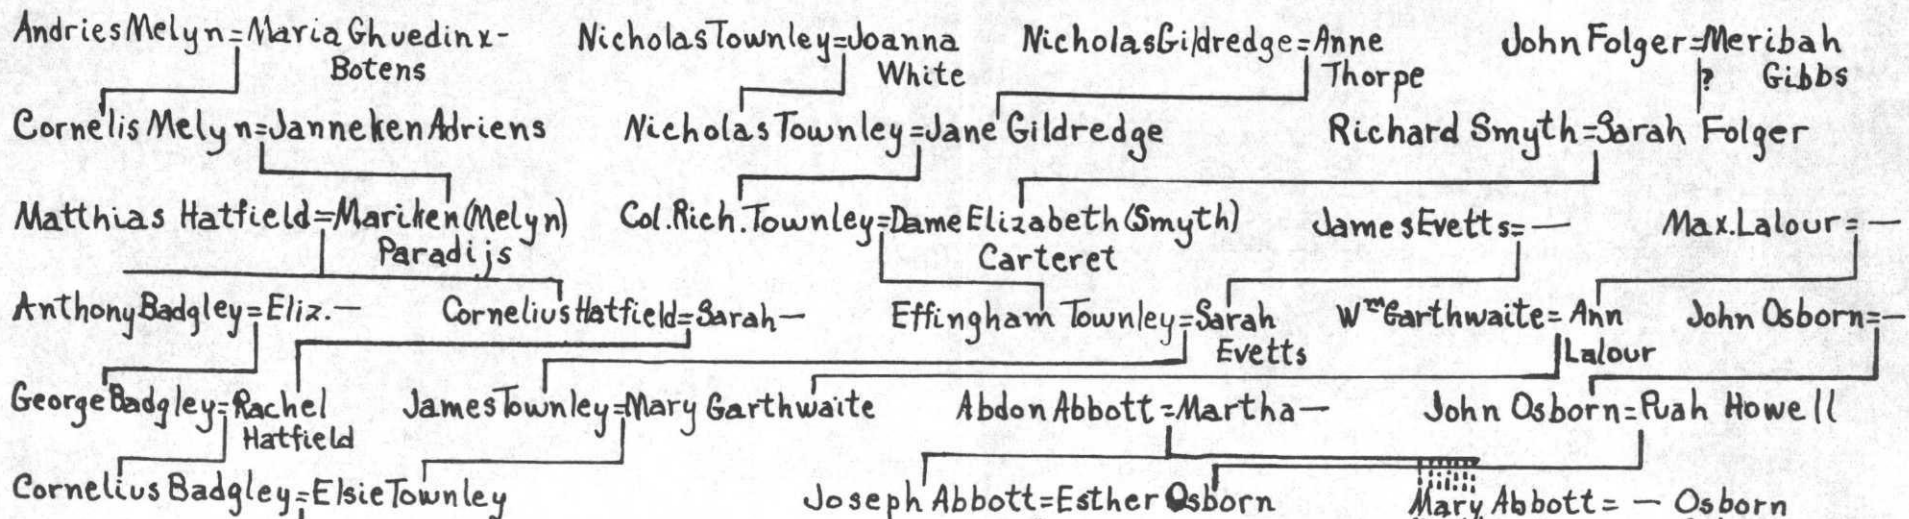 Andries Melyn=Maria Ghuedinx- Nicholas Townley=Joanna Nicholas Gildredge=Anne John Folger=Meribah
Botens White Thorpe ? Gibbs
Cornelis Melyn=Janneken Adriens Nicholas Townley=Jane Gildredge Richard Smyth=Sarah Folger
Matthias Hatfield=Mariken (Melyn) Col. Rich. Townley=Dame Elizabeth (Smyth) James Evetts=— Max. Lalour=—
Paradijs Carteret
Anthony Badgley=Eliz.— Cornelius Hatfield=Sarah— Effingham Townley=Sarah Wm Garthwaite=Ann John Osborn=—
Evetts Lalour
George Badgley=Rachel James Townley=Mary Garthwaite Abdon Abbott=Martha— John Osborn=Puah Howell
Hatfield
Cornelius Badgley=Elsie Townley Joseph Abbott=Esther Osborn Mary Abbott=— Osborn